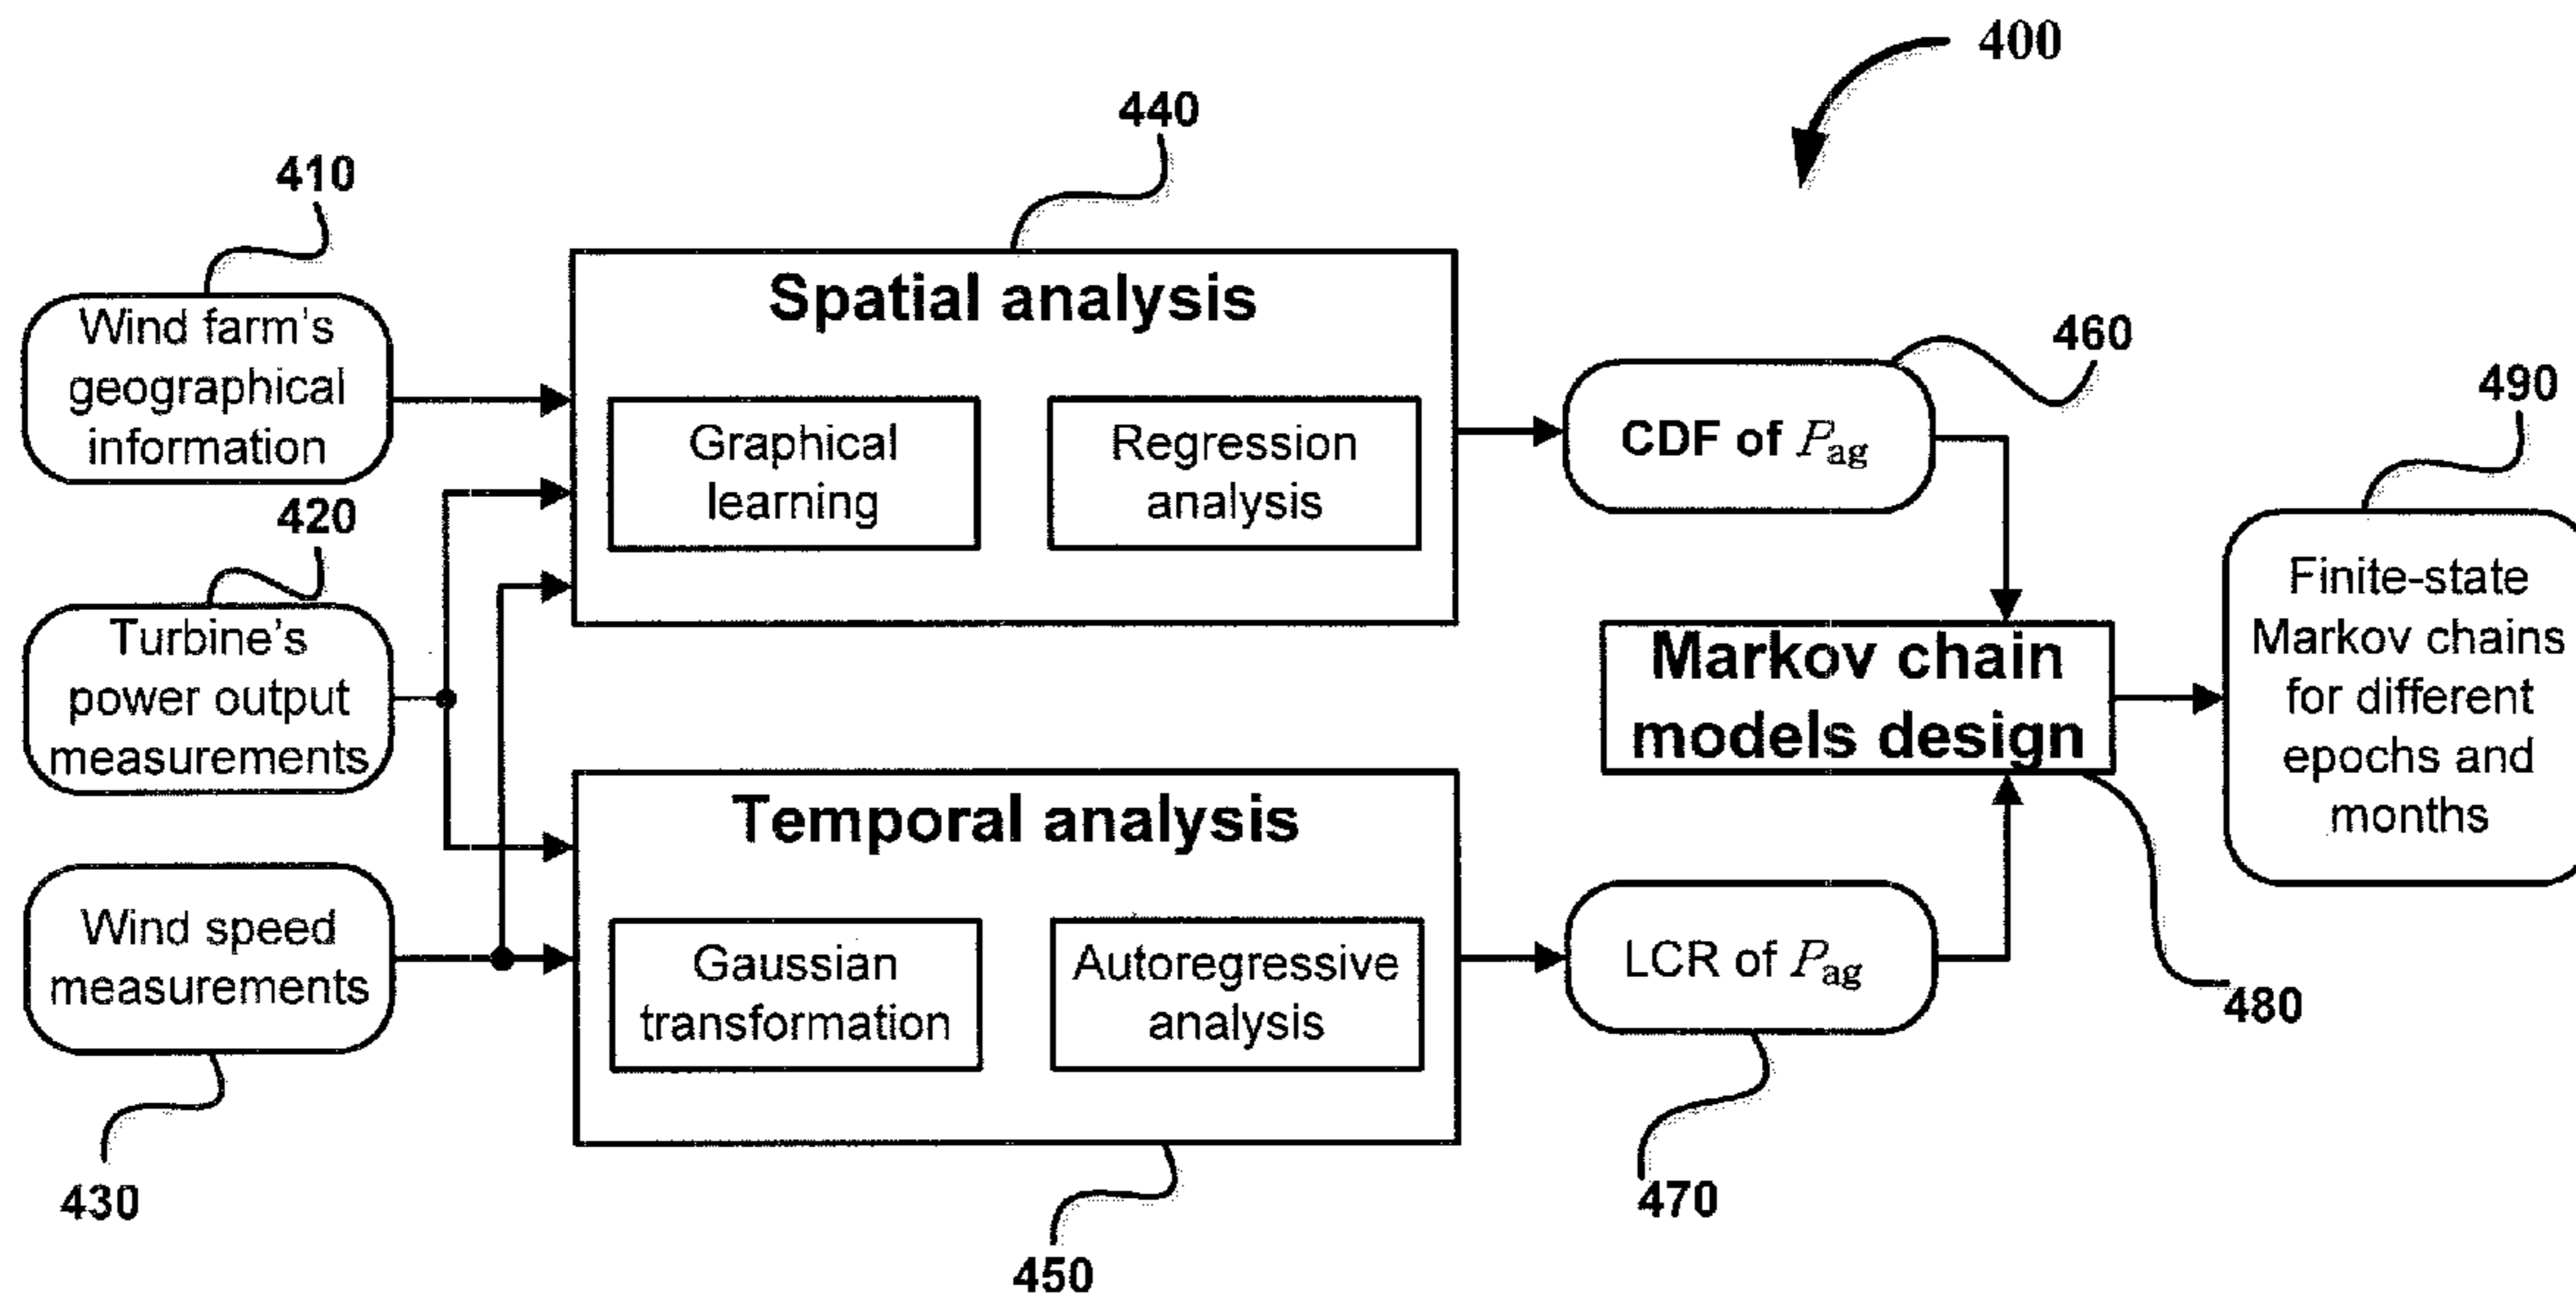 400
440
410
Wind farm's
geographical
information
Spatial analysis
Graphical
learning
Regression
analysis
460
CDF of Pag
490
420
Turbine's
power output
measurements
Markov chain
models design
Finite-state
Markov chains
for different
epochs and
months
Temporal analysis
Wind speed
measurements
Gaussian
transformation
Autoregressive
analysis
LCR of Pag
480
430
470
450